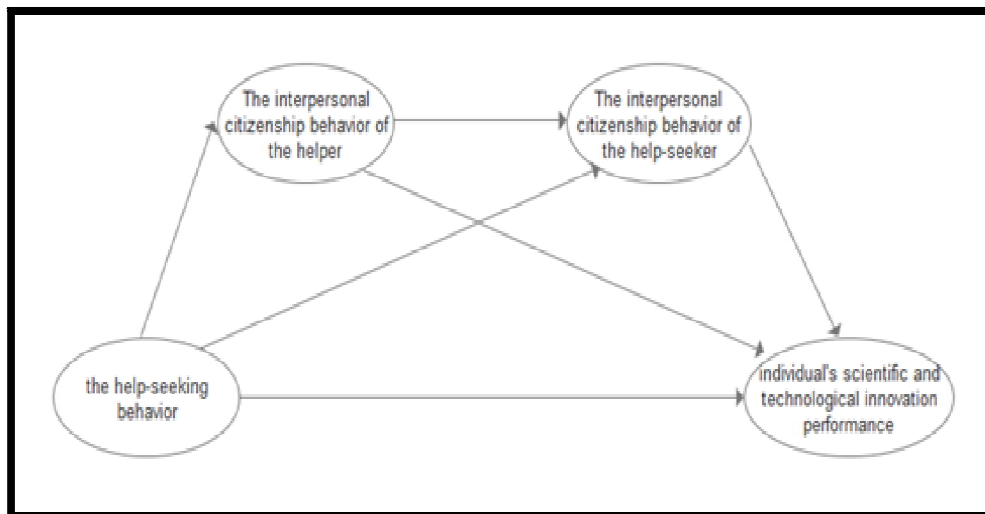 The interpersonal
citizenship behavior of
the helper
The interpersonal
citizenship behavior of
the help-seeker
the help-seeking
behavior
individual's scientific and
technological innovation
performance